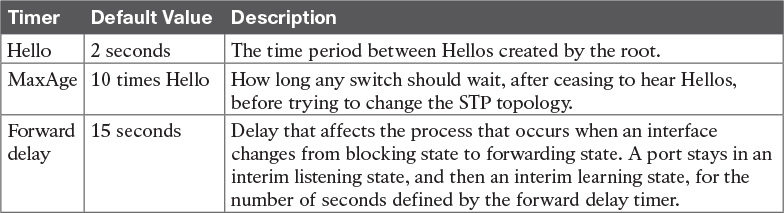 Timer Default Value Description
Hello 2 seconds The time period between Hellos created by the root.
MaxAge 10 times Hello How long any switch should wait, after ceasing to hear Hellos,
before trying to change the STP topology.
Forward 15 seconds Delay that affects the process that occurs when an interface
delay changes from blocking state to forwarding state. A port stays in an
interim listening state, and then an interim learning state, for the
number of seconds defined by the forward delay timer.